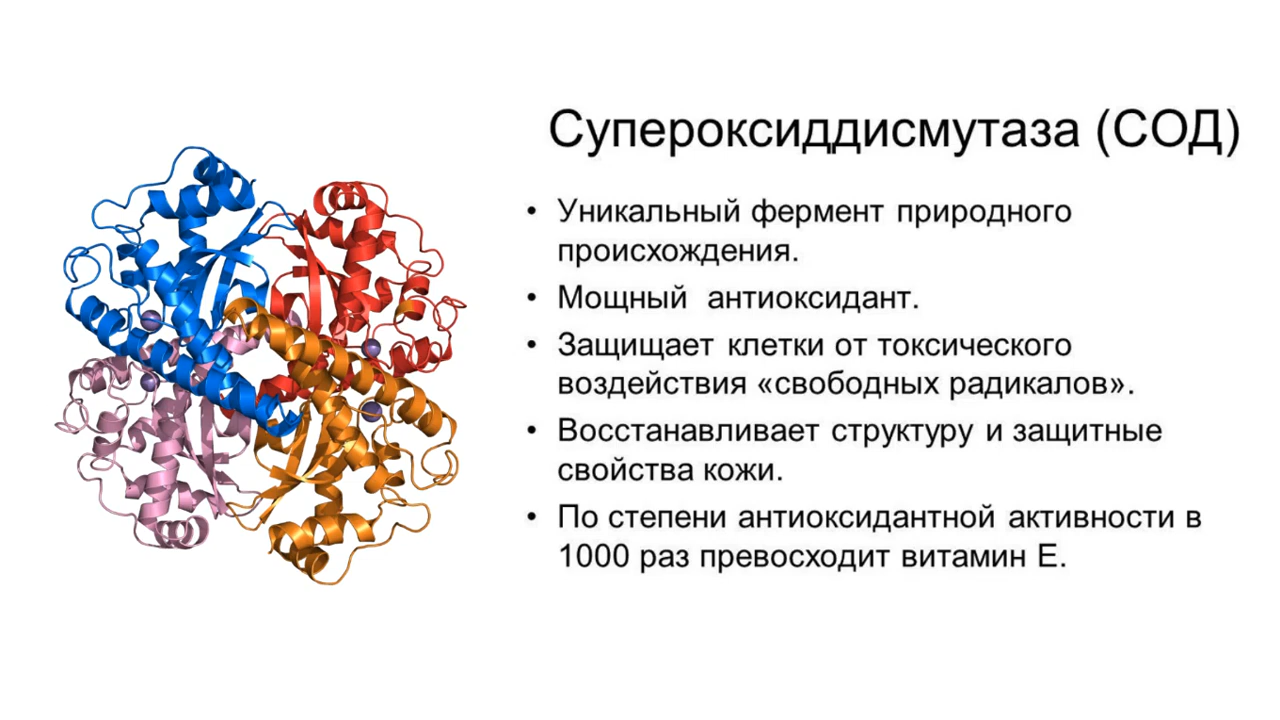 Супероксиддисмутаза (СОД)
• Уникальный фермент природного
происхождения.
• Мощный  антиоксидант.
• Защищает клетки от токсического
воздействия «свободных радикалов».
• Восстанавливает структуру и защитные
свойства кожи.
• По степени антиоксидантной активности в
1000 раз превосходит витамин Е.